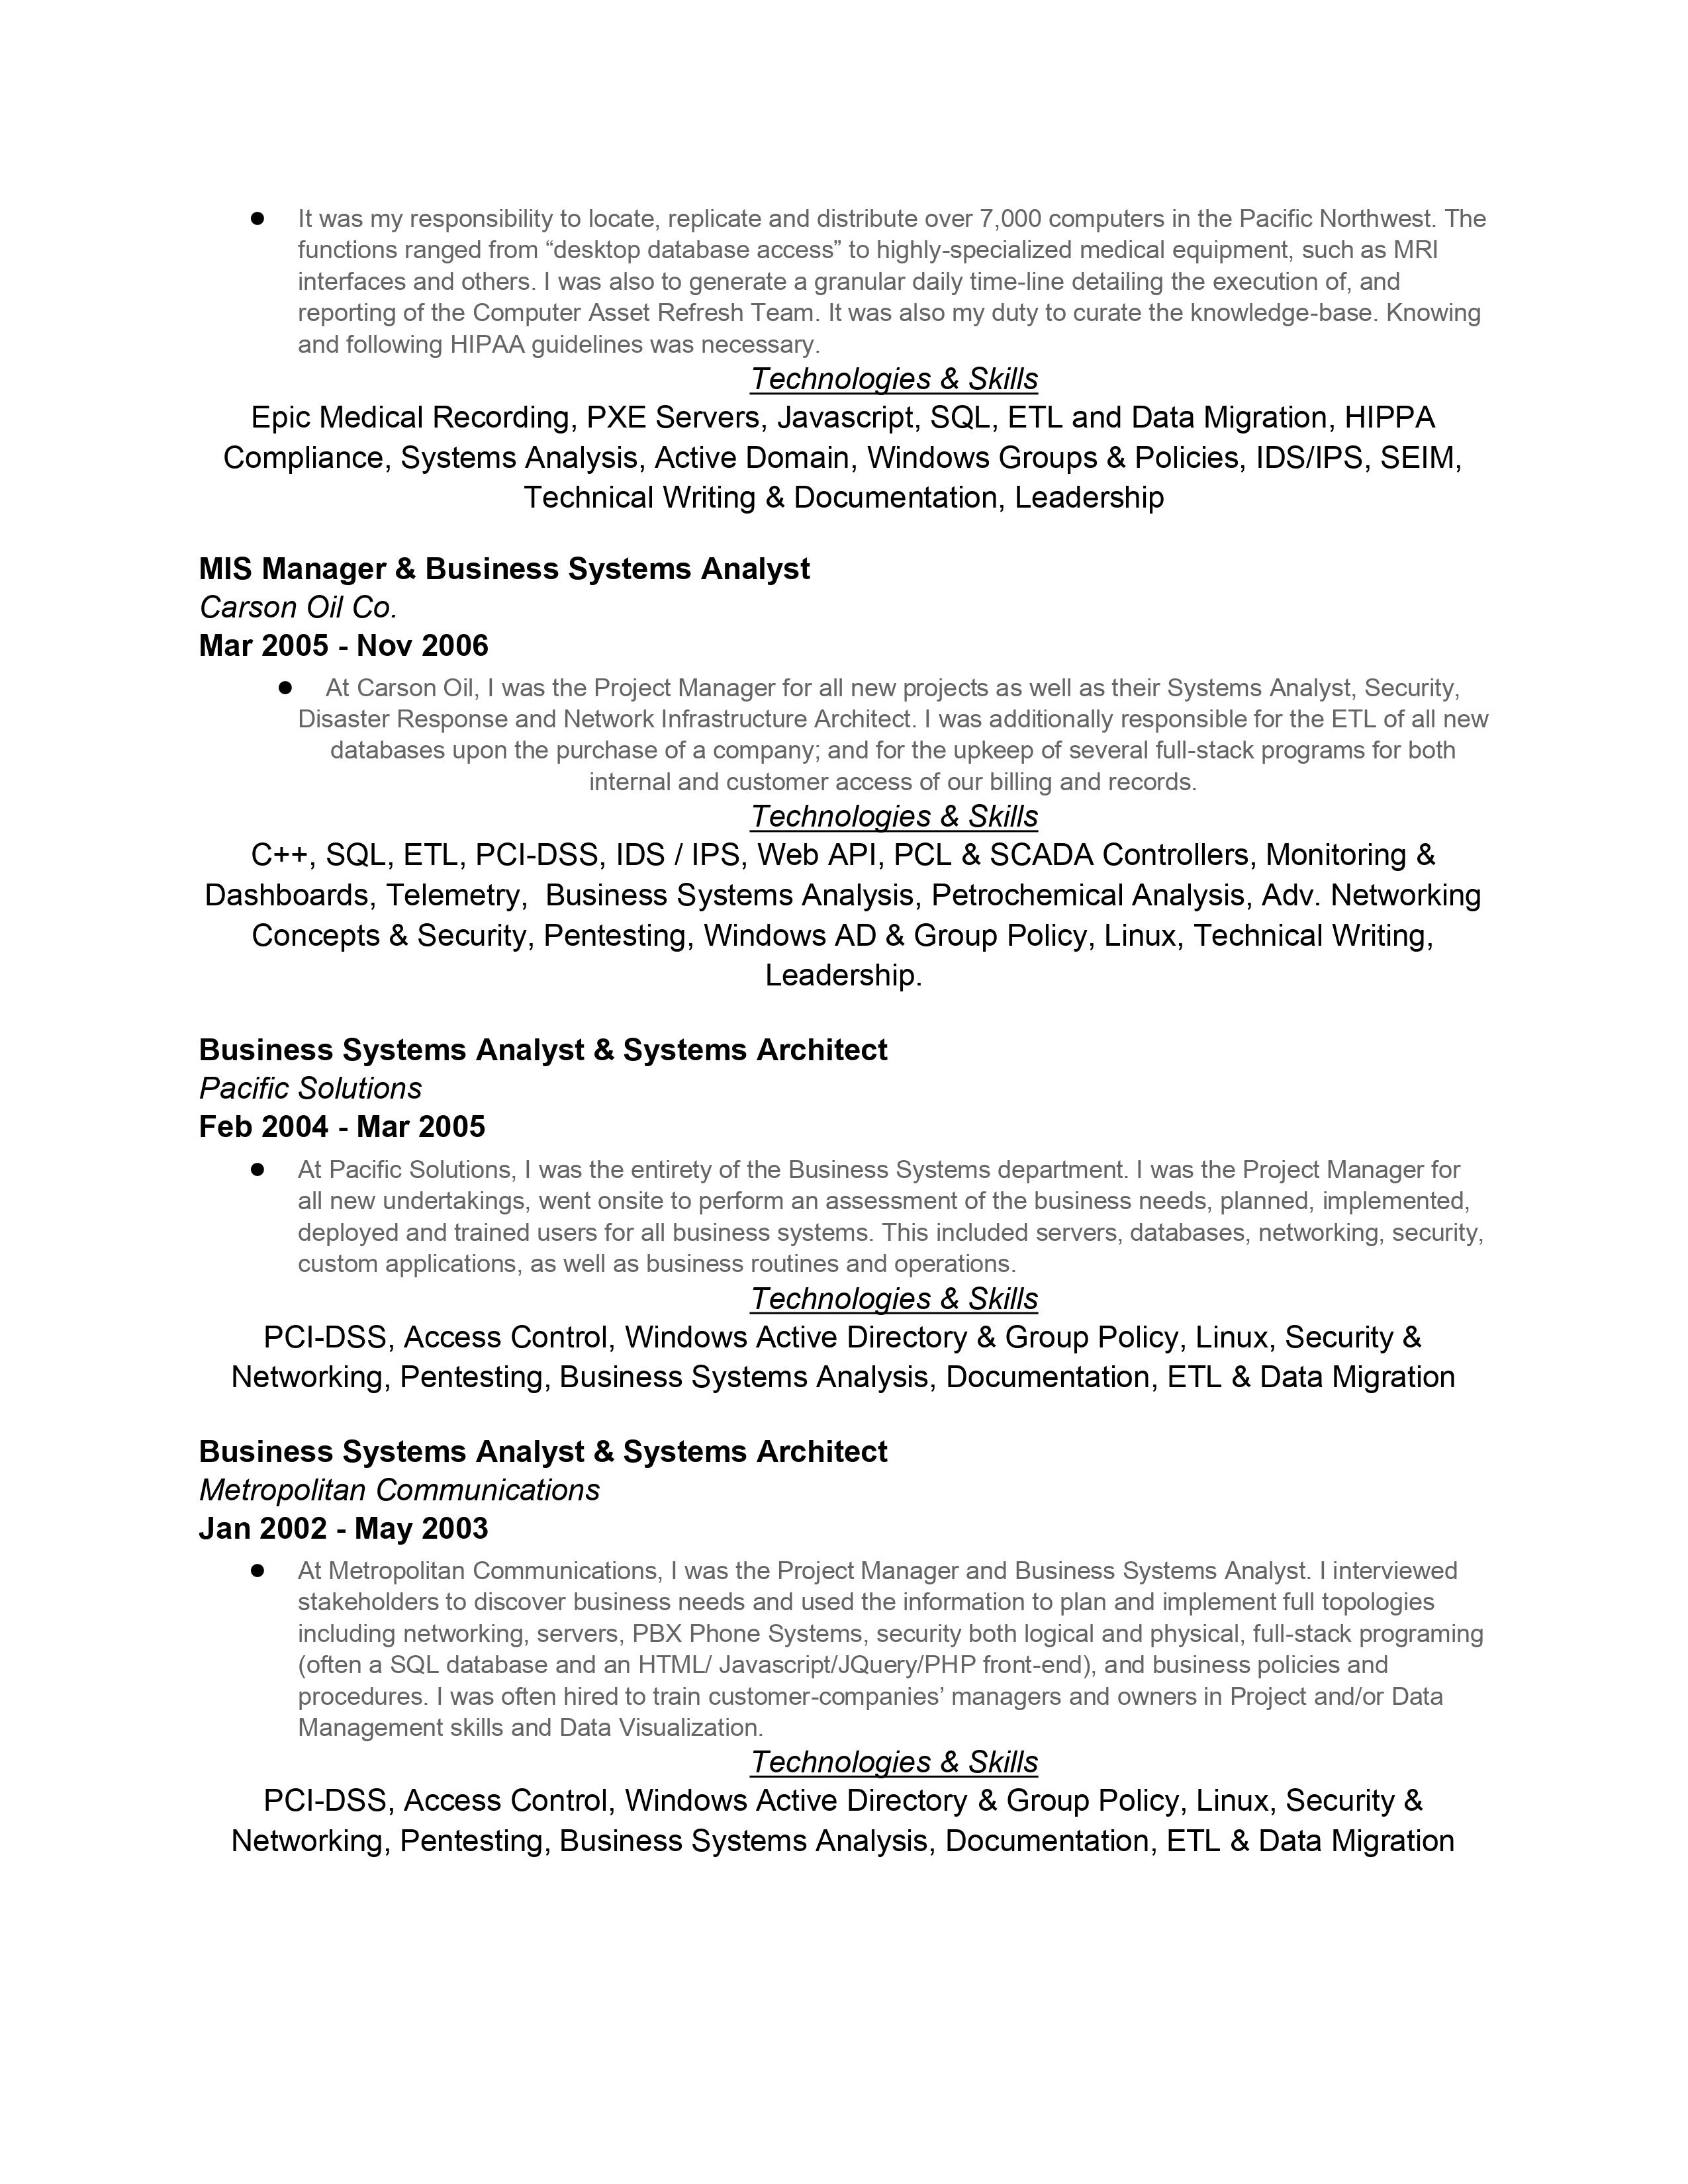 ● It was my responsibility to locate, replicate and distribute over 7,000 computers in the Pacific Northwest. The
functions ranged from “desktop database access” to highly-specialized medical equipment, such as MRI
interfaces and others. I was also to generate a granular daily time-line detailing the execution of, and
reporting of the Computer Asset Refresh Team. It was also my duty to curate the knowledge-base. Knowing
and following HIPAA guidelines was necessary.
Technologies & Skills
Epic Medical Recording, PXE Servers, Javascript, SQL, ETL and Data Migration, HIPPA
Compliance, Systems Analysis, Active Domain, Windows Groups & Policies, IDS/IPS, SEIM,
Technical Writing & Documentation, Leadership
MIS Manager & Business Systems Analyst
Carson Oil Co.
Mar 2005 - Nov 2006
● At Carson Oil, I was the Project Manager for all new projects as well as their Systems Analyst, Security,
Disaster Response and Network Infrastructure Architect. I was additionally responsible for the ETL of all new
databases upon the purchase of a company; and for the upkeep of several full-stack programs for both
internal and customer access of our billing and records.
Technologies & Skills
C++, SQL, ETL, PCI-DSS, IDS / IPS, Web API, PCL & SCADA Controllers, Monitoring &
Dashboards, Telemetry,  Business Systems Analysis, Petrochemical Analysis, Adv. Networking
Concepts & Security, Pentesting, Windows AD & Group Policy, Linux, Technical Writing,
Leadership.
Business Systems Analyst & Systems Architect
Pacific Solutions
Feb 2004 - Mar 2005
● At Pacific Solutions, I was the entirety of the Business Systems department. I was the Project Manager for
all new undertakings, went onsite to perform an assessment of the business needs, planned, implemented,
deployed and trained users for all business systems. This included servers, databases, networking, security,
custom applications, as well as business routines and operations.
Technologies & Skills
PCI-DSS, Access Control, Windows Active Directory & Group Policy, Linux, Security &
Networking, Pentesting, Business Systems Analysis, Documentation, ETL & Data Migration
Business Systems Analyst & Systems Architect
Metropolitan Communications
Jan 2002 - May 2003
● At Metropolitan Communications, I was the Project Manager and Business Systems Analyst. I interviewed
stakeholders to discover business needs and used the information to plan and implement full topologies
including networking, servers, PBX Phone Systems, security both logical and physical, full-stack programing
(often a SQL database and an HTML/ Javascript/JQuery/PHP front-end), and business policies and
procedures. I was often hired to train customer-companies’ managers and owners in Project and/or Data
Management skills and Data Visualization.
Technologies & Skills
PCI-DSS, Access Control, Windows Active Directory & Group Policy, Linux, Security &
Networking, Pentesting, Business Systems Analysis, Documentation, ETL & Data Migration